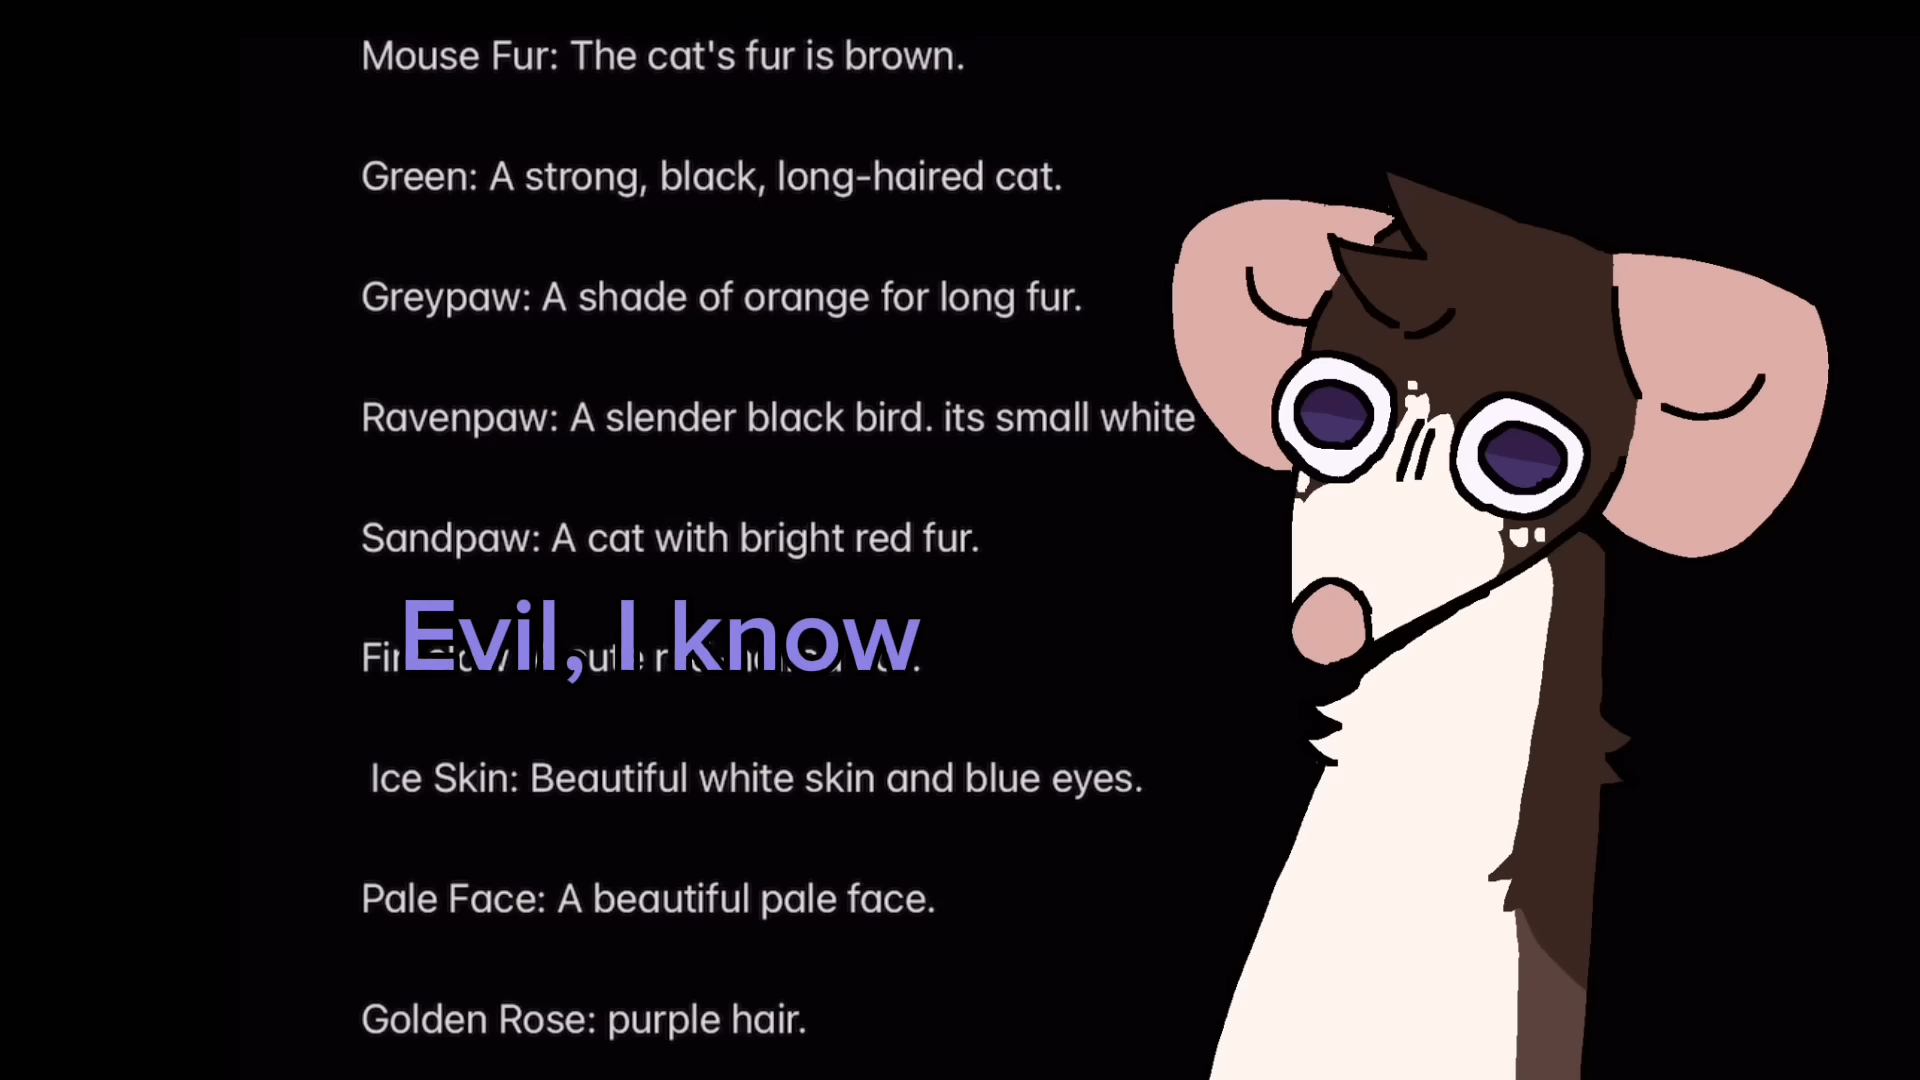 Mouse Fur: The cat's fur is brown.
Green: A strong, black, long-haired cat.
Greypaw: A shade of orange for long fur.
Ravenpaw: A slender black bird. its small white
Sandpaw: A cat with bright red fur.
Evil, I know
Ice Skin: Beautiful white skin and blue eyes.
Pale Face: A beautiful pale face.
Golden Rose: purple hair.